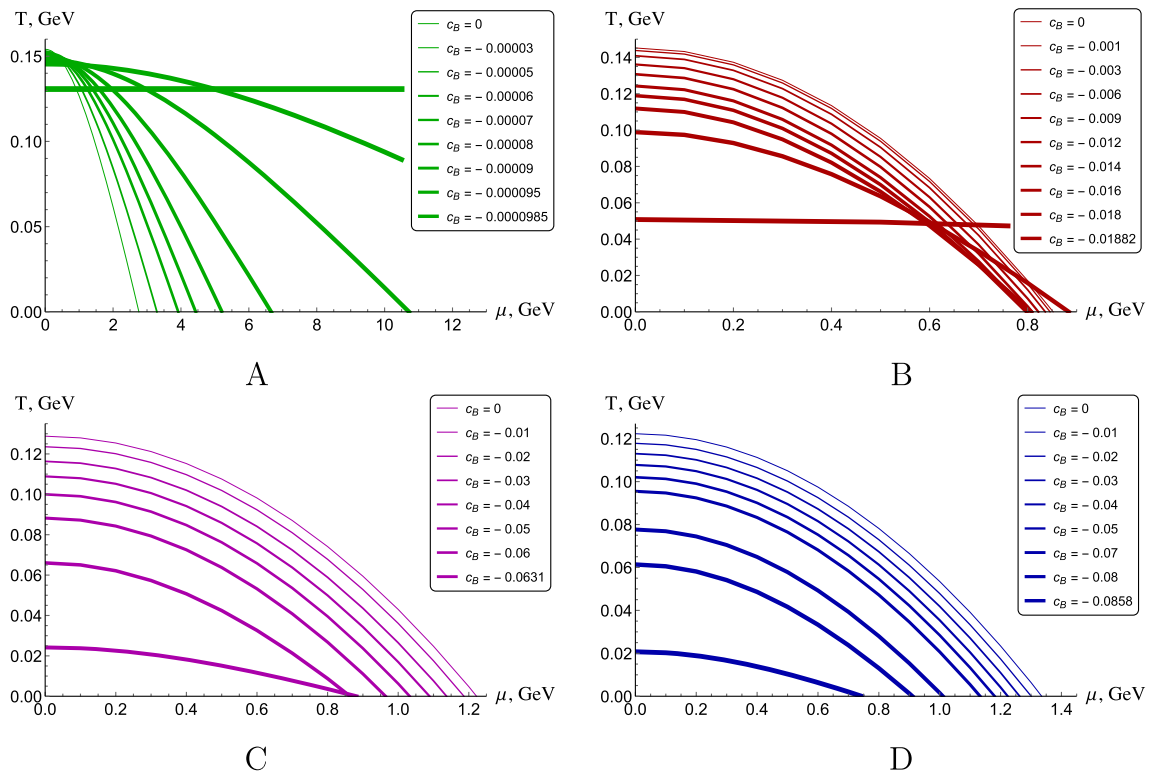 T, GeV
0.15
0.10
0.05
0.00
0 2 4 6 8 10 12
μ, GeV
c_B = 0
c_B = - 0.00003
c_B = - 0.00005
c_B = - 0.00006
c_B = - 0.00007
c_B = - 0.00008
c_B = - 0.00009
c_B = - 0.000095
c_B = - 0.0000985
A
T, GeV
0.14
0.12
0.10
0.08
0.06
0.04
0.02
0.00
0.0 0.2 0.4 0.6 0.8
μ, GeV
c_B = 0
c_B = - 0.001
c_B = - 0.003
c_B = - 0.006
c_B = - 0.009
c_B = - 0.012
c_B = - 0.014
c_B = - 0.016
c_B = - 0.018
c_B = - 0.01882
B
T, GeV
0.12
0.10
0.08
0.06
0.04
0.02
0.00
0.0 0.2 0.4 0.6 0.8 1.0 1.2
μ, GeV
c_B = 0
c_B = - 0.01
c_B = - 0.02
c_B = - 0.03
c_B = - 0.04
c_B = - 0.05
c_B = - 0.06
c_B = - 0.0631
C
T, GeV
0.12
0.10
0.08
0.06
0.04
0.02
0.00
0.0 0.2 0.4 0.6 0.8 1.0 1.2 1.4
μ, GeV
c_B = 0
c_B = - 0.01
c_B = - 0.02
c_B = - 0.03
c_B = - 0.04
c_B = - 0.05
c_B = - 0.07
c_B = - 0.08
c_B = - 0.0858
D